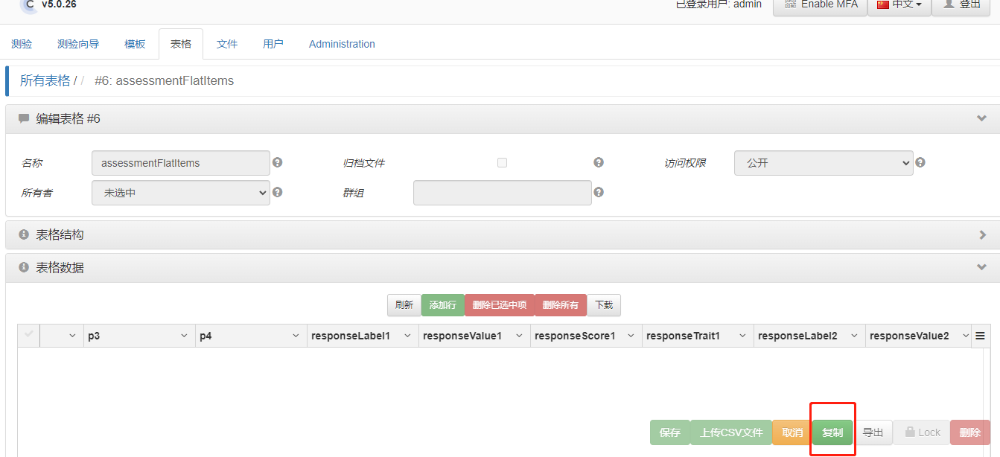 C v5.0.26 已登录用户: admin Enable MFA 中文 登出
测验 测验向导 模板 表格 文件 用户 Administration
所有表格 / / #6: assessmentFlatItems
编辑表格 #6
名称 assessmentFlatItems 归档文件 访问权限 公开
所有者 未选中 群组
表格结构
表格数据
刷新 添加行 删除已选中项 删除所有 下载
p3 p4 responseLabel1 responseValue1 responseScore1 responseTrait1 responseLabel2 responseValue2
保存 上传CSV文件 取消 复制 导出 Lock 删除